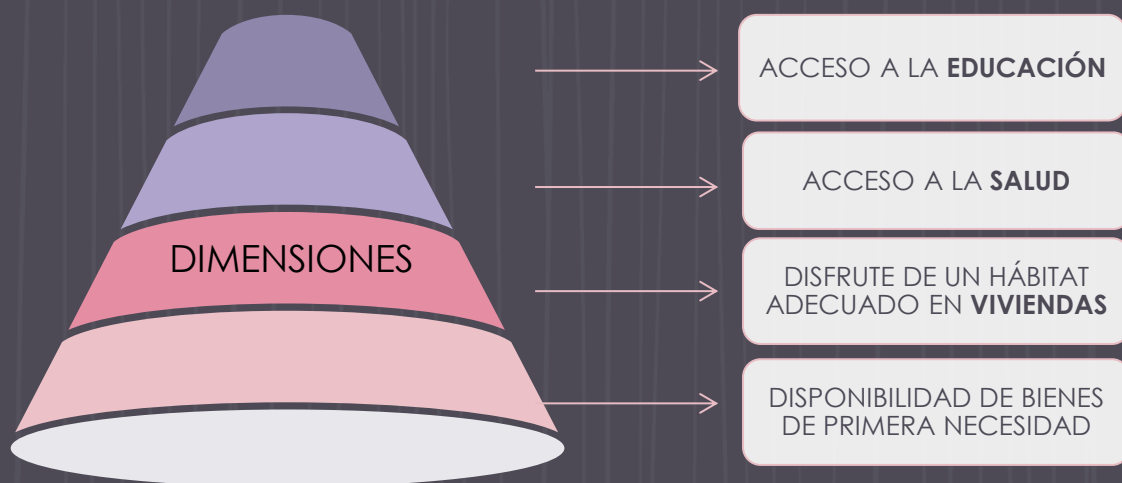 DIMENSIONES
ACCESO A LA EDUCACIÓN
ACCESO A LA SALUD
DISFRUTE DE UN HÁBITAT
ADECUADO EN VIVIENDAS
DISPONIBILIDAD DE BIENES
DE PRIMERA NECESIDAD